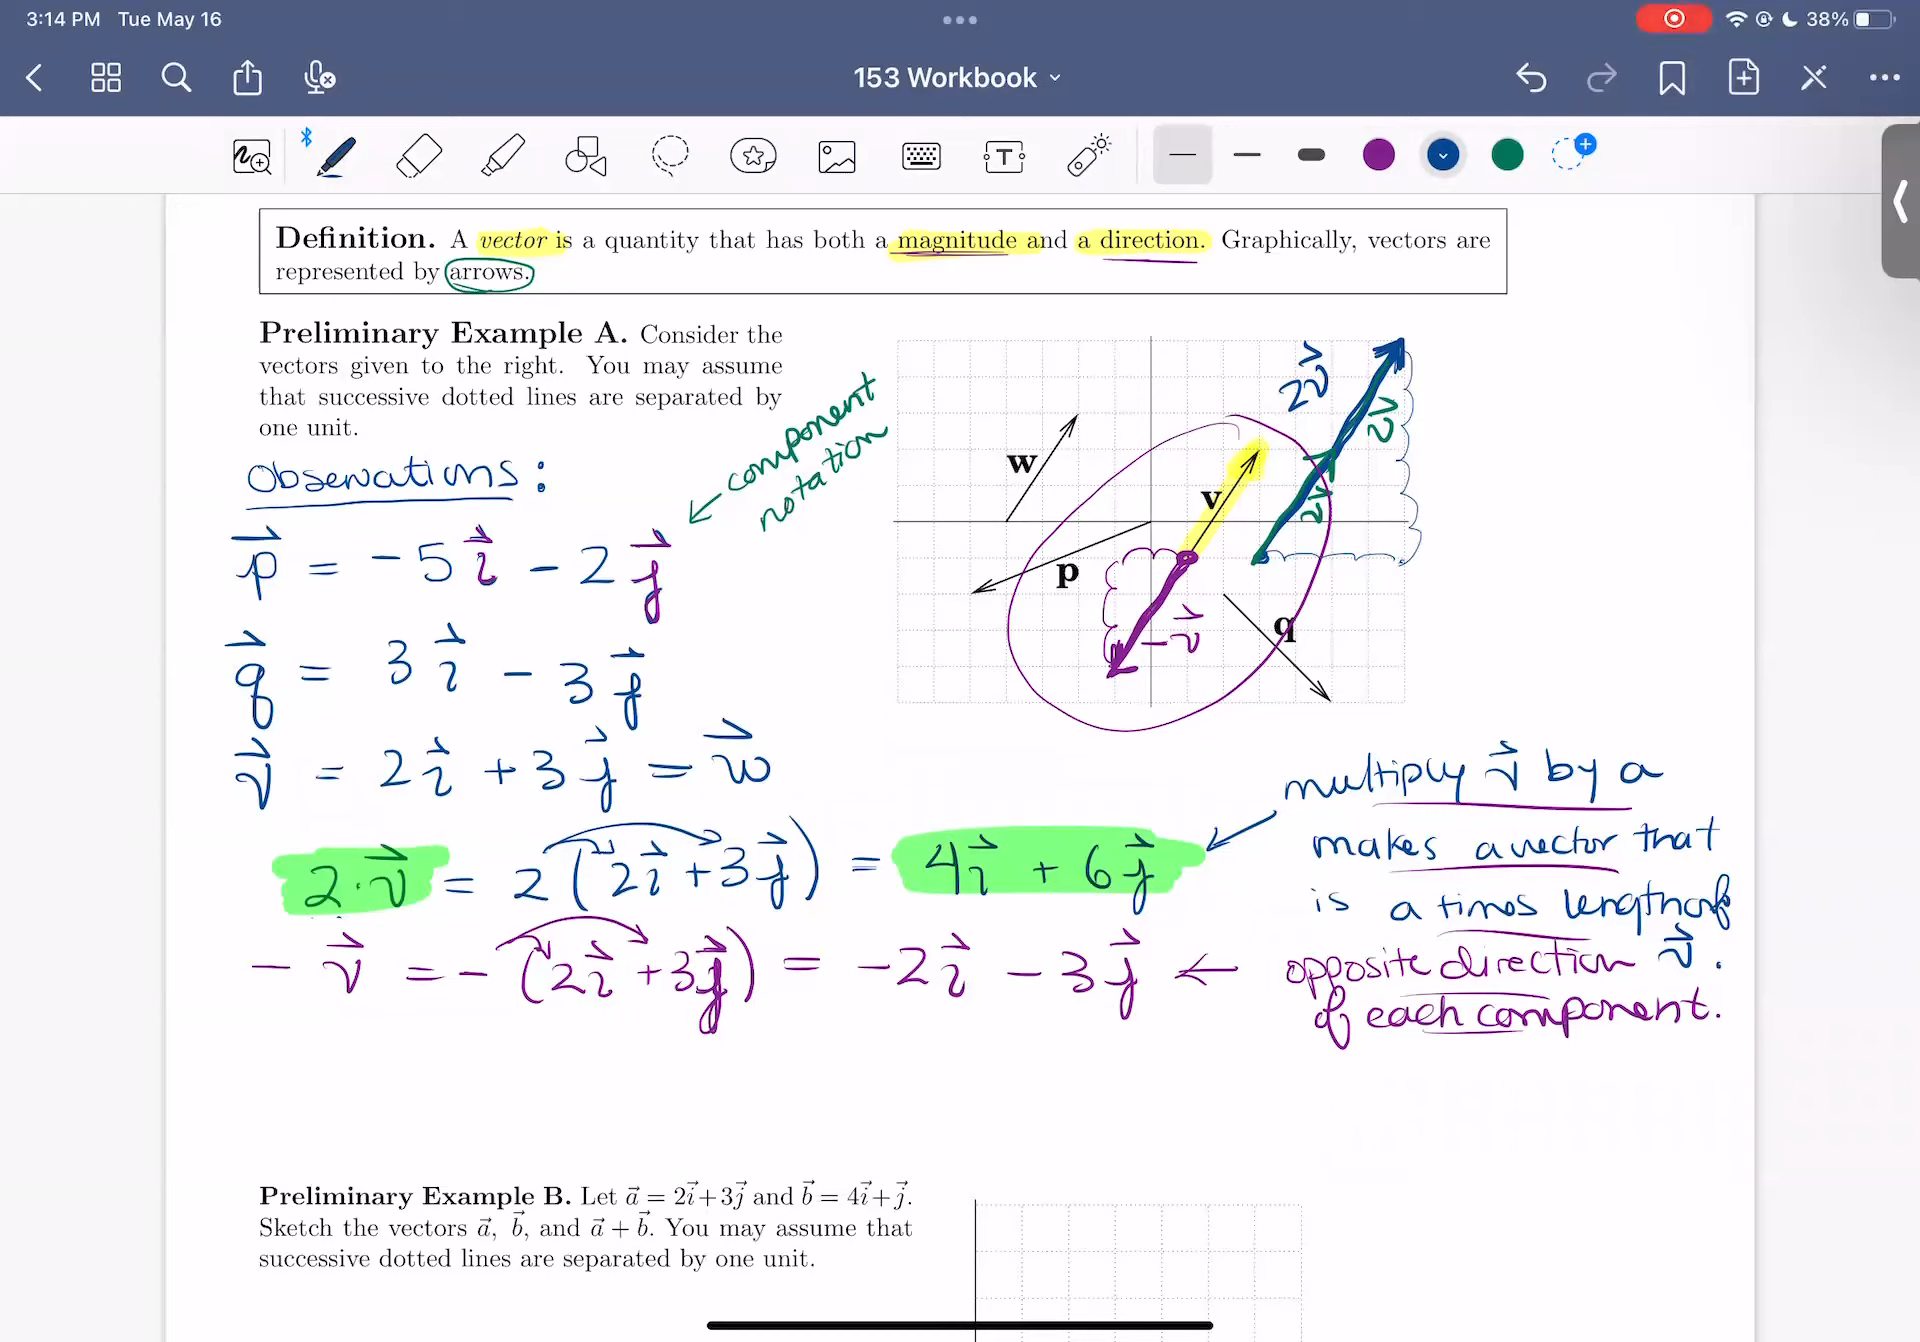 3:14 PM Tue May 16
38%
153 Workbook
Definition. A vector is a quantity that has both a magnitude and a direction. Graphically, vectors are
represented by arrows.
Preliminary Example A. Consider the
vectors given to the right. You may assume
that successive dotted lines are separated by
one unit.
component
notation
Observations:
w
v
p
q
2v⃗
v⃗
v⃗
-v⃗
p⃗ = -5i⃗ - 2j⃗
q⃗ = 3i⃗ - 3j⃗
v⃗ = 2i⃗ + 3j⃗ = w⃗
2·v⃗ = 2(2i⃗ + 3j⃗) = 4i⃗ + 6j⃗
-v⃗ = -(2i⃗ + 3j⃗) = -2i⃗ - 3j⃗
multiply v⃗ by a
makes a vector that
is a times length of
v⃗.
opposite direction
of each component.
Preliminary Example B. Let a⃗ = 2i⃗+3j⃗ and b⃗ = 4i⃗+j⃗.
Sketch the vectors a⃗, b⃗, and a⃗ + b⃗. You may assume that
successive dotted lines are separated by one unit.